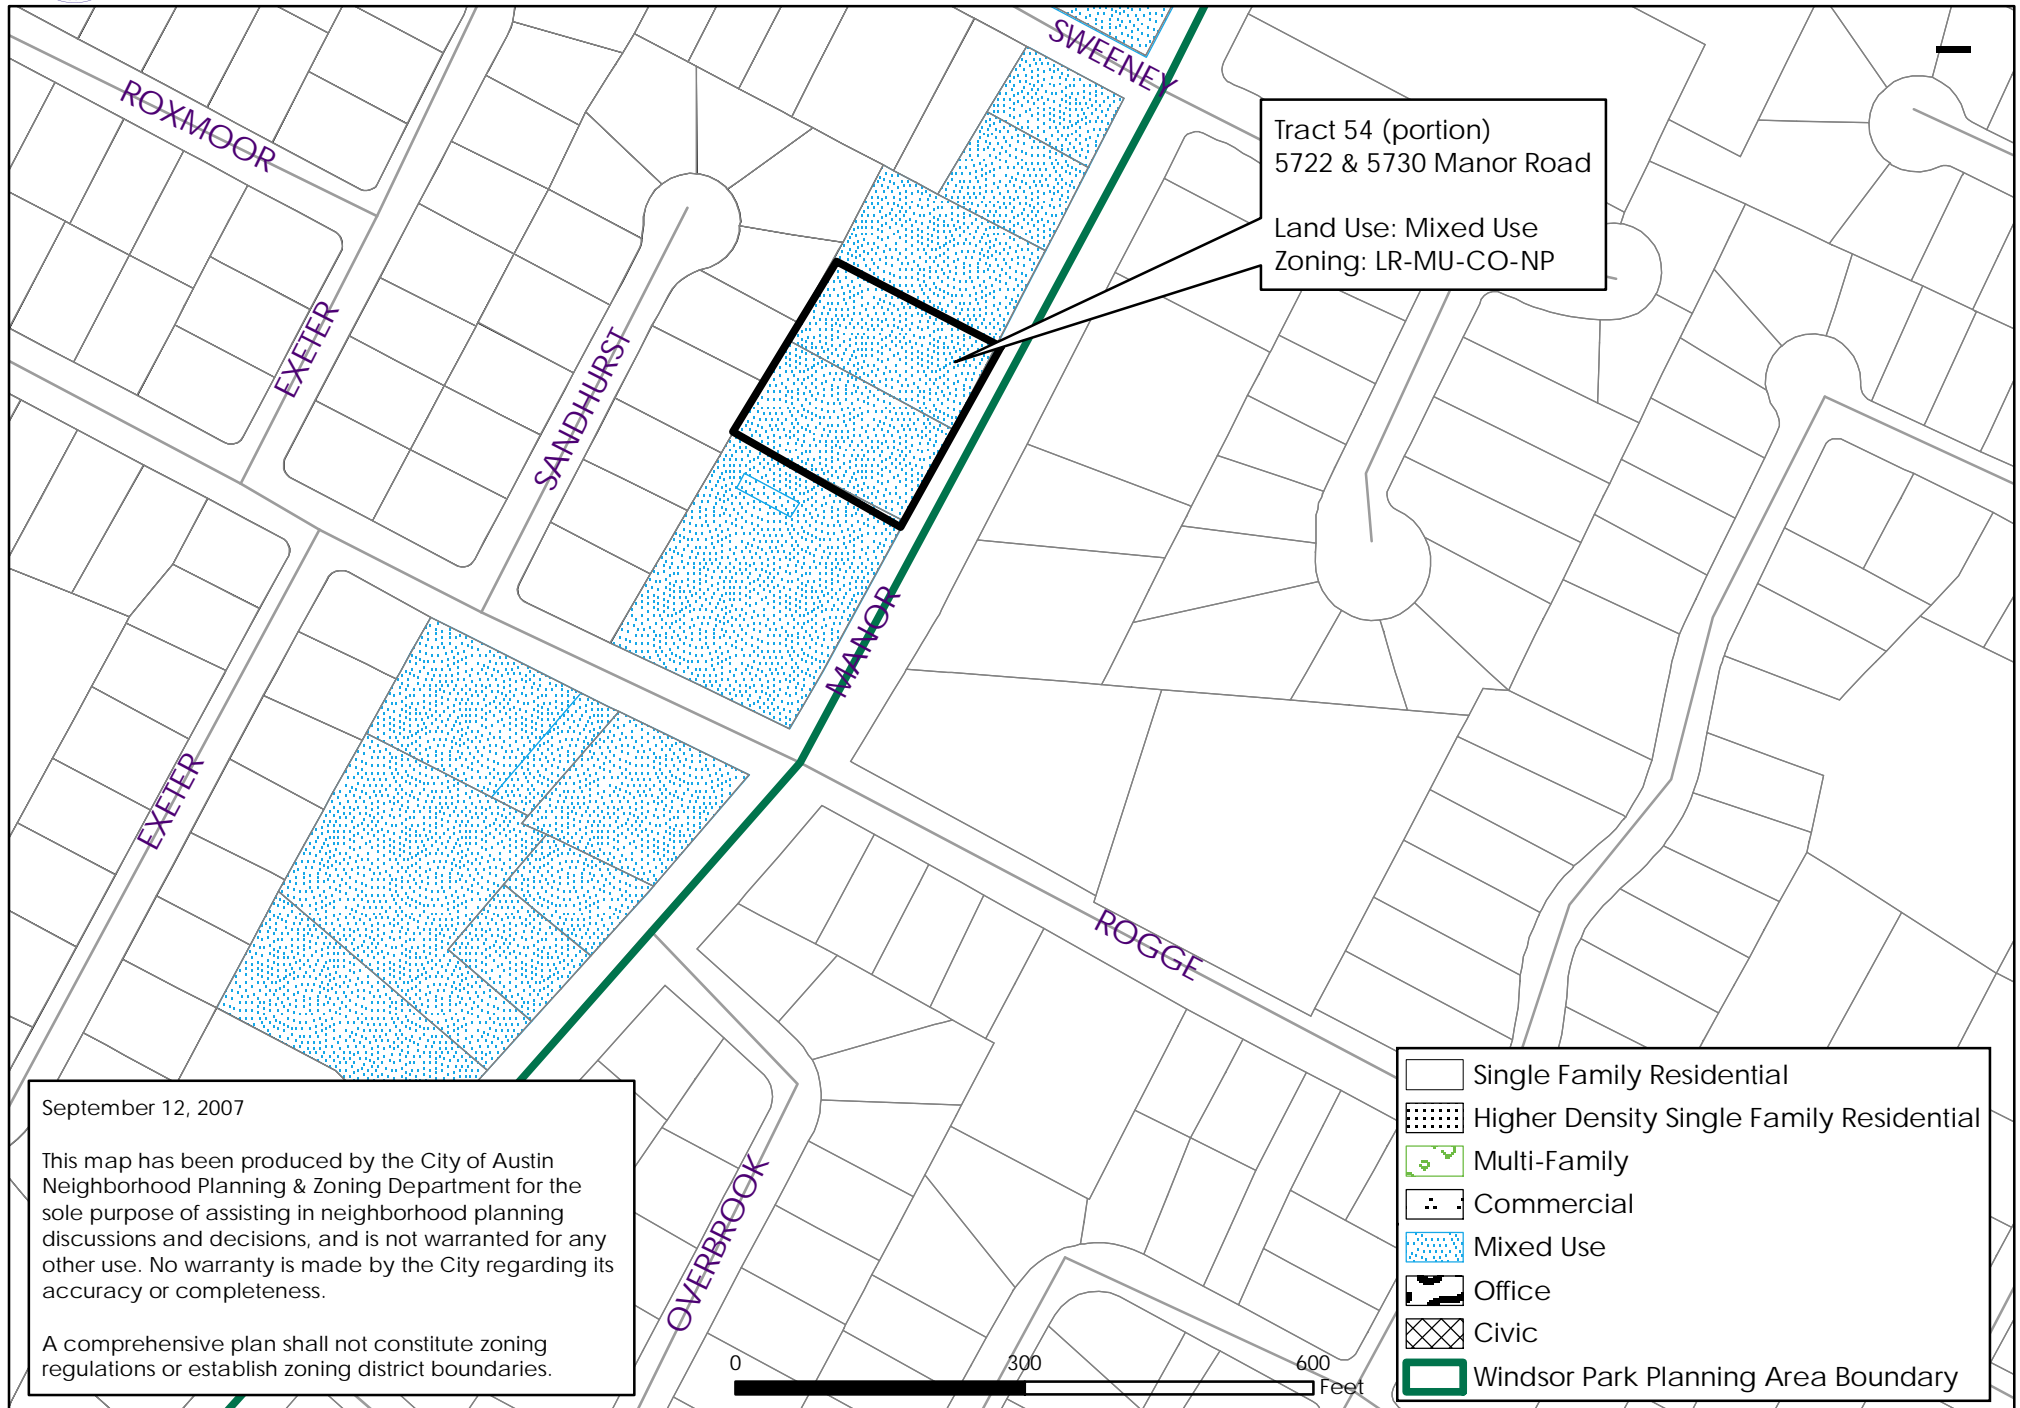 SWEENEY
ROXMOOR
Tract 54 (portion)
5722 & 5730 Manor Road
Land Use: Mixed Use
Zoning: LR-MU-CO-NP
EXETER
SANDHURST
MANOR
EXETER
ROGGE
OVERBROOK
September 12, 2007
This map has been produced by the City of Austin
Neighborhood Planning & Zoning Department for the
sole purpose of assisting in neighborhood planning
discussions and decisions, and is not warranted for any
other use. No warranty is made by the City regarding its
accuracy or completeness.
A comprehensive plan shall not constitute zoning
regulations or establish zoning district boundaries.
0 300 600
Feet
Single Family Residential
Higher Density Single Family Residential
Multi-Family
Commercial
Mixed Use
Office
Civic
Windsor Park Planning Area Boundary